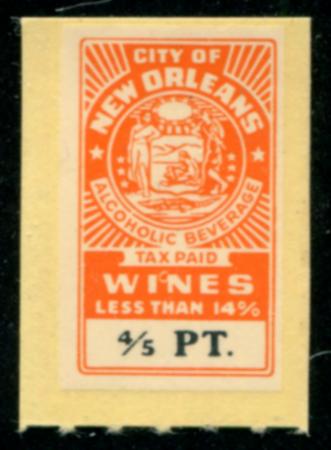 CITY OF
NEW ORLEANS
ALCOHOLIC BEVERAGE
TAX PAID
WINES
LESS THAN 14%
4/5 PT.